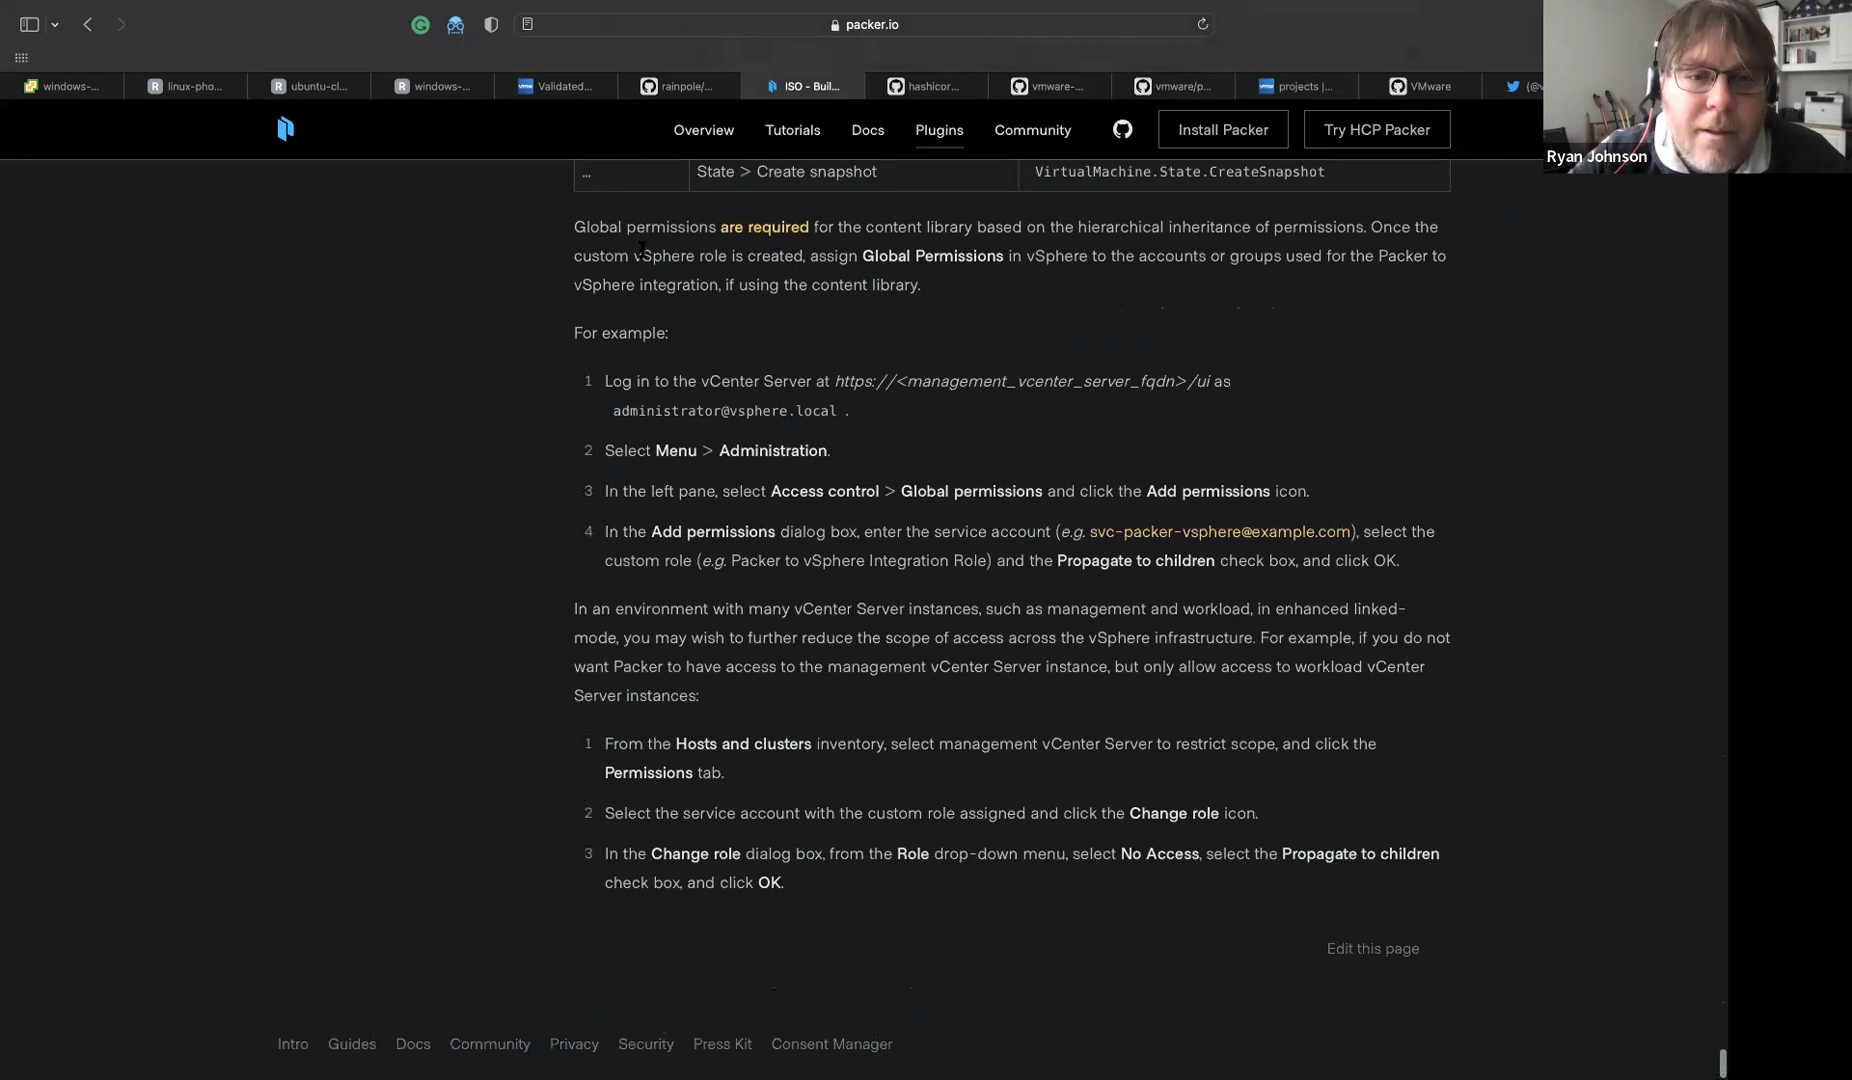 packer.io
windows-...
linux-pho...
ubuntu-cl...
windows-...
Validated...
rainpole/...
ISO - Buil...
hashicor...
vmware-...
vmware/p...
projects |...
VMware
(@v
Overview
Tutorials
Docs
Plugins
Community
Install Packer
Try HCP Packer
Ryan Johnson
... State > Create snapshot VirtualMachine.State.CreateSnapshot
Global permissions are required for the content library based on the hierarchical inheritance of permissions. Once the
custom vSphere role is created, assign Global Permissions in vSphere to the accounts or groups used for the Packer to
vSphere integration, if using the content library.
For example:
1 Log in to the vCenter Server at https://<management_vcenter_server_fqdn>/ui as
administrator@vsphere.local .
2 Select Menu > Administration.
3 In the left pane, select Access control > Global permissions and click the Add permissions icon.
4 In the Add permissions dialog box, enter the service account (e.g. svc-packer-vsphere@example.com), select the
custom role (e.g. Packer to vSphere Integration Role) and the Propagate to children check box, and click OK.
In an environment with many vCenter Server instances, such as management and workload, in enhanced linked-
mode, you may wish to further reduce the scope of access across the vSphere infrastructure. For example, if you do not
want Packer to have access to the management vCenter Server instance, but only allow access to workload vCenter
Server instances:
1 From the Hosts and clusters inventory, select management vCenter Server to restrict scope, and click the
Permissions tab.
2 Select the service account with the custom role assigned and click the Change role icon.
3 In the Change role dialog box, from the Role drop-down menu, select No Access, select the Propagate to children
check box, and click OK.
Edit this page
Intro
Guides
Docs
Community
Privacy
Security
Press Kit
Consent Manager